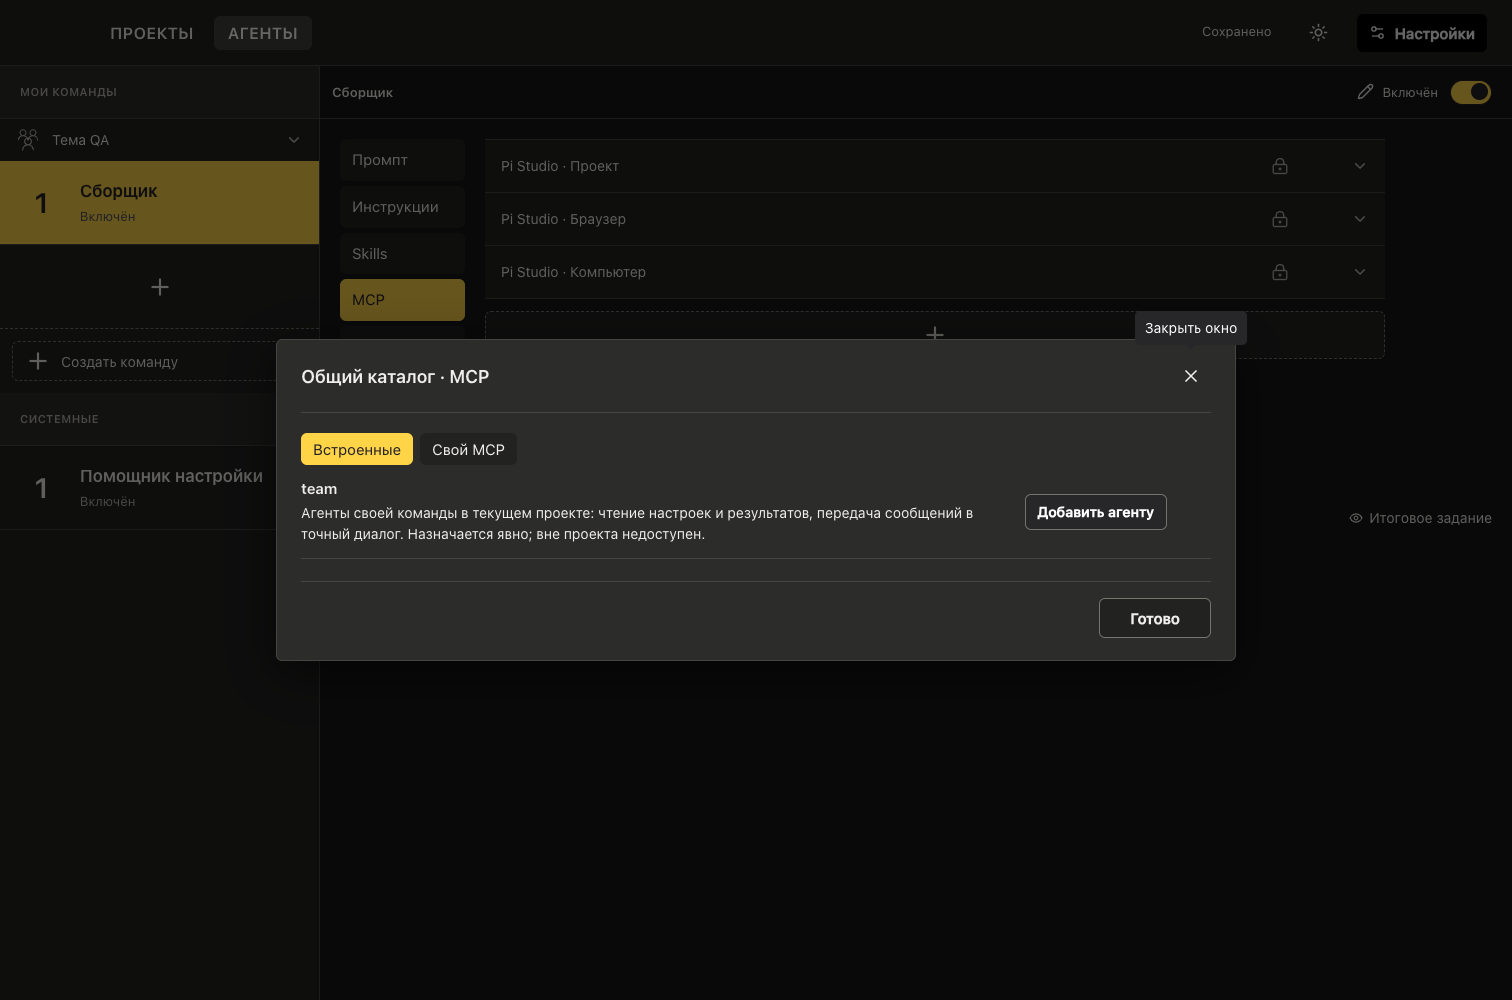 ПРОЕКТЫ
АГЕНТЫ
Сохранено
Настройки
МОИ КОМАНДЫ
Тема QA
1
Сборщик
Включён
Создать команду
СИСТЕМНЫЕ
1
Помощник настройки
Включён
Сборщик
Включён
Промпт
Инструкции
Skills
MCP
Pi Studio · Проект
Pi Studio · Браузер
Pi Studio · Компьютер
Закрыть окно
Общий каталог · MCP
Встроенные
Свой MCP
team
Агенты своей команды в текущем проекте: чтение настроек и результатов, передача сообщений в
точный диалог. Назначается явно; вне проекта недоступен.
Добавить агенту
Готово
Итоговое задание